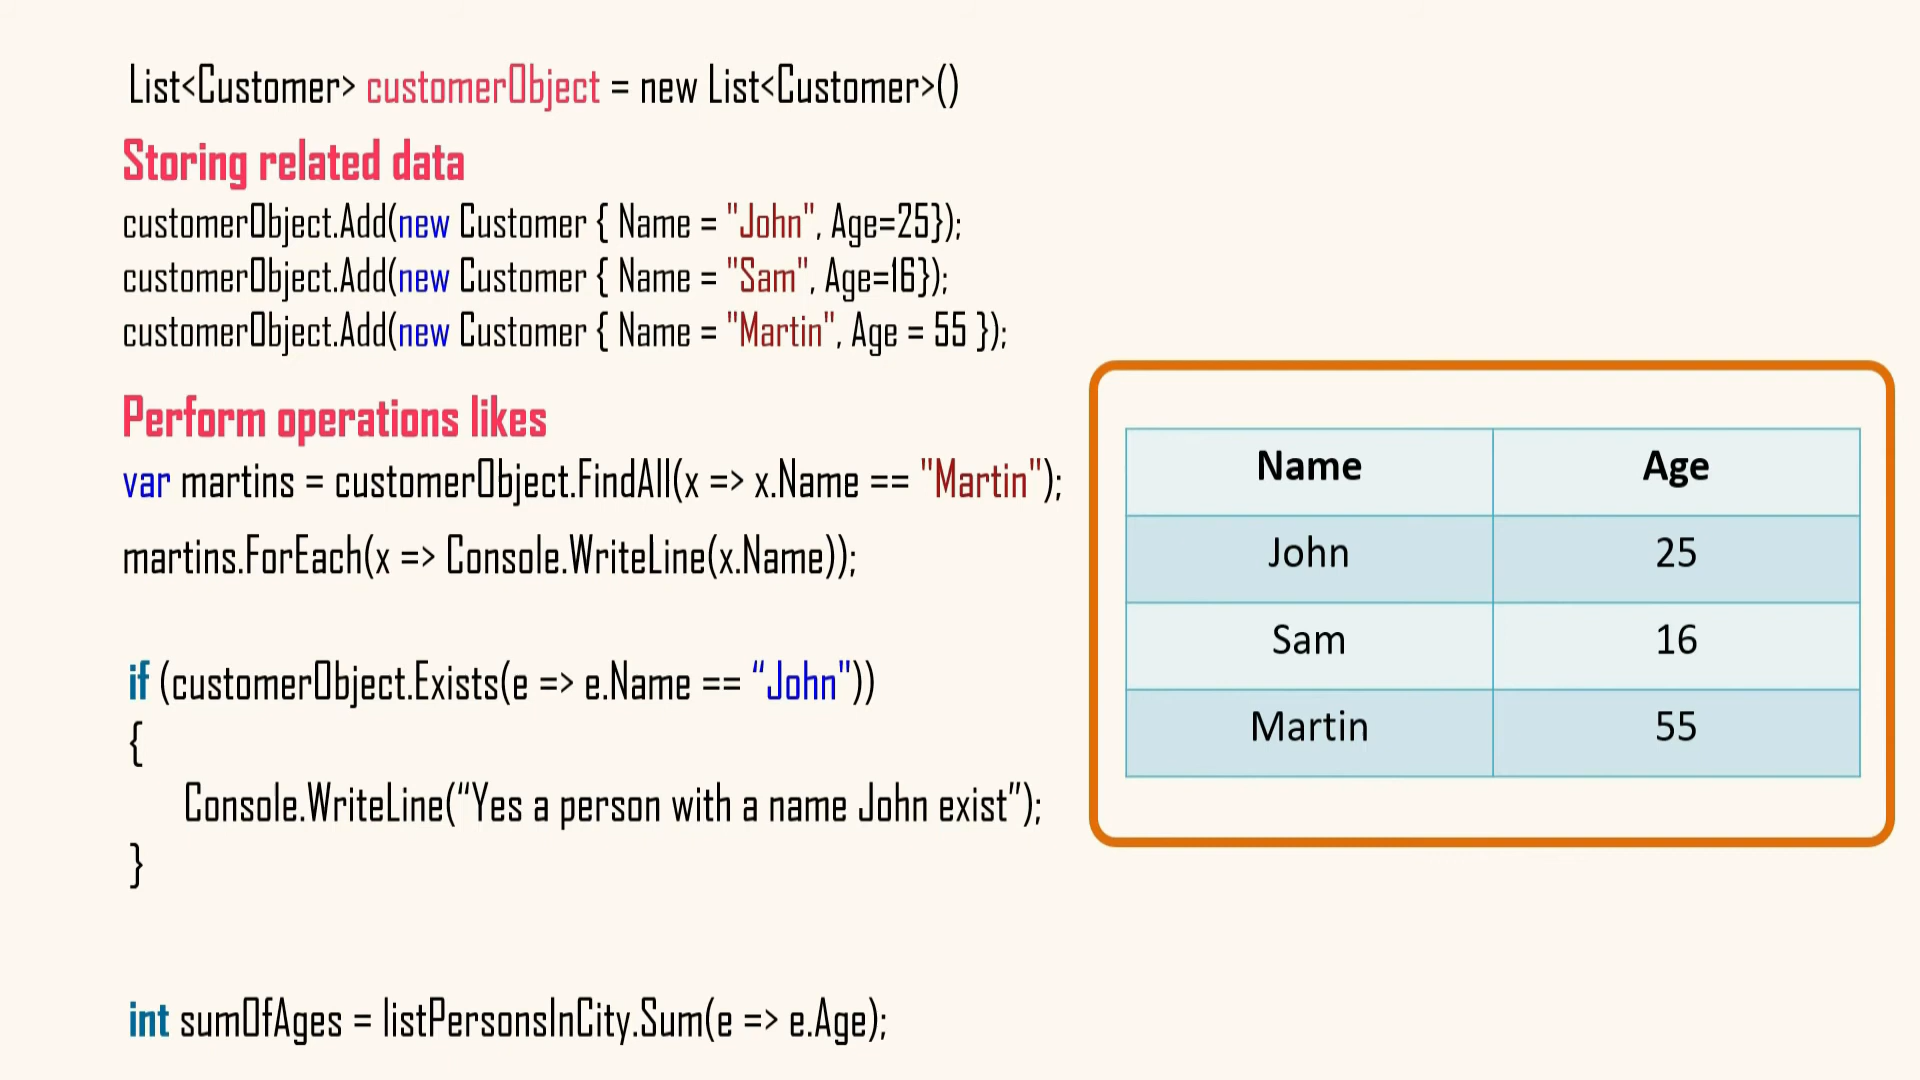 List<Customer> customerObject = new List<Customer>()
Storing related data
customerObject.Add(new Customer { Name = "John", Age=25});
customerObject.Add(new Customer { Name = "Sam", Age=16});
customerObject.Add(new Customer { Name = "Martin", Age = 55 });
Perform operations likes
var martins = customerObject.FindAll(x => x.Name == "Martin");
martins.ForEach(x => Console.WriteLine(x.Name));
if (customerObject.Exists(e => e.Name == “John"))
{
Console.WriteLine(“Yes a person with a name John exist”);
}
int sumOfAges = listPersonsInCity.Sum(e => e.Age);
Name Age
John 25
Sam 16
Martin 55